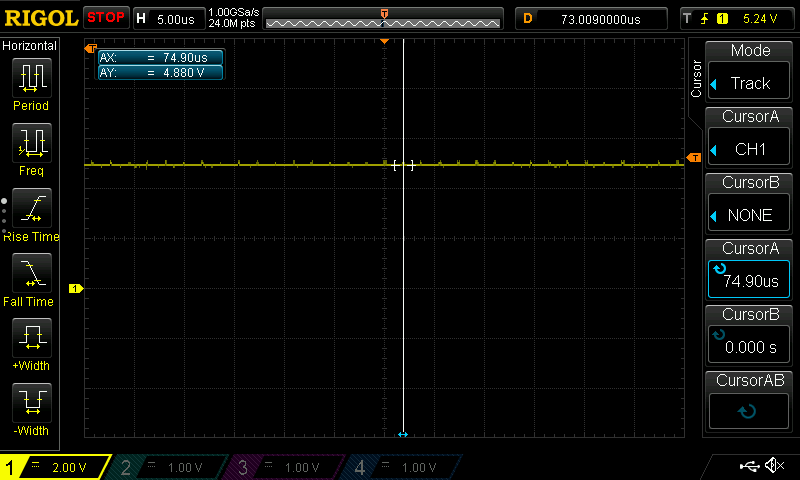 RIGOL STOP H 5.00us 1.00GSa/s 24.0M pts T D 73.0090000us T 1 5.24 V
Horizontal
Period
Freq
Rise Time
Fall Time
+Width
-Width
T
AX: = 74.90us
AY: = 4.880 V
T
1
Cursor
Mode
Track
CursorA
CH1
CursorB
NONE
CursorA
74.90us
CursorB
0.000 s
CursorAB
1 = 2.00 V 2 = 1.00 V 3 = 1.00 V 4 = 1.00 V